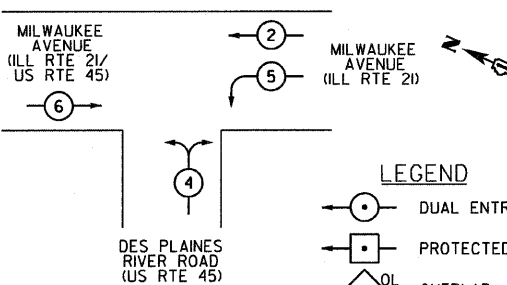 MILWAUKEE
AVENUE
(ILL RTE 21/
US RTE 45)
2
MILWAUKEE
AVENUE
(ILL RTE 21)
N
5
6
4
DES PLAINES
RIVER ROAD
(US RTE 45)
LEGEND
DUAL ENTR
PROTECTED
OL